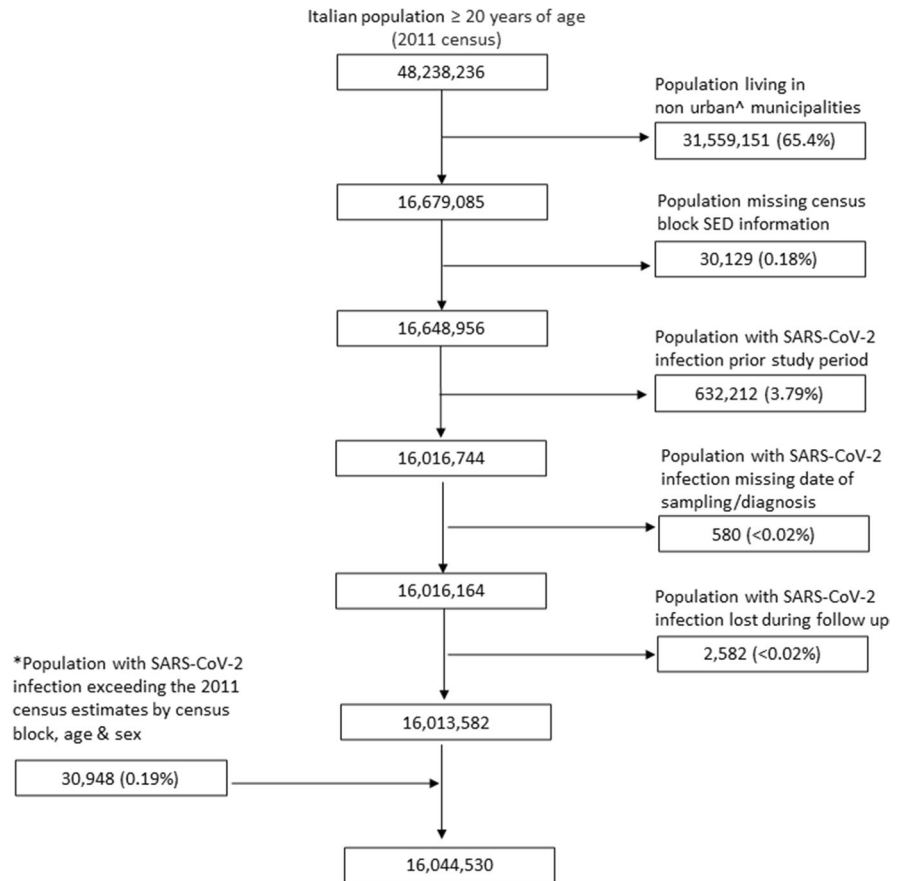 Italian population ≥ 20 years of age
(2011 census)
48,238,236
Population living in
non urban^ municipalities
31,559,151 (65.4%)
16,679,085
Population missing census
block SED information
30,129 (0.18%)
16,648,956
Population with SARS-CoV-2
infection prior study period
632,212 (3.79%)
16,016,744
Population with SARS-CoV-2
infection missing date of
sampling/diagnosis
580 (<0.02%)
16,016,164
Population with SARS-CoV-2
infection lost during follow up
2,582 (<0.02%)
*Population with SARS-CoV-2
infection exceeding the 2011
census estimates by census
block, age & sex
16,013,582
30,948 (0.19%)
16,044,530